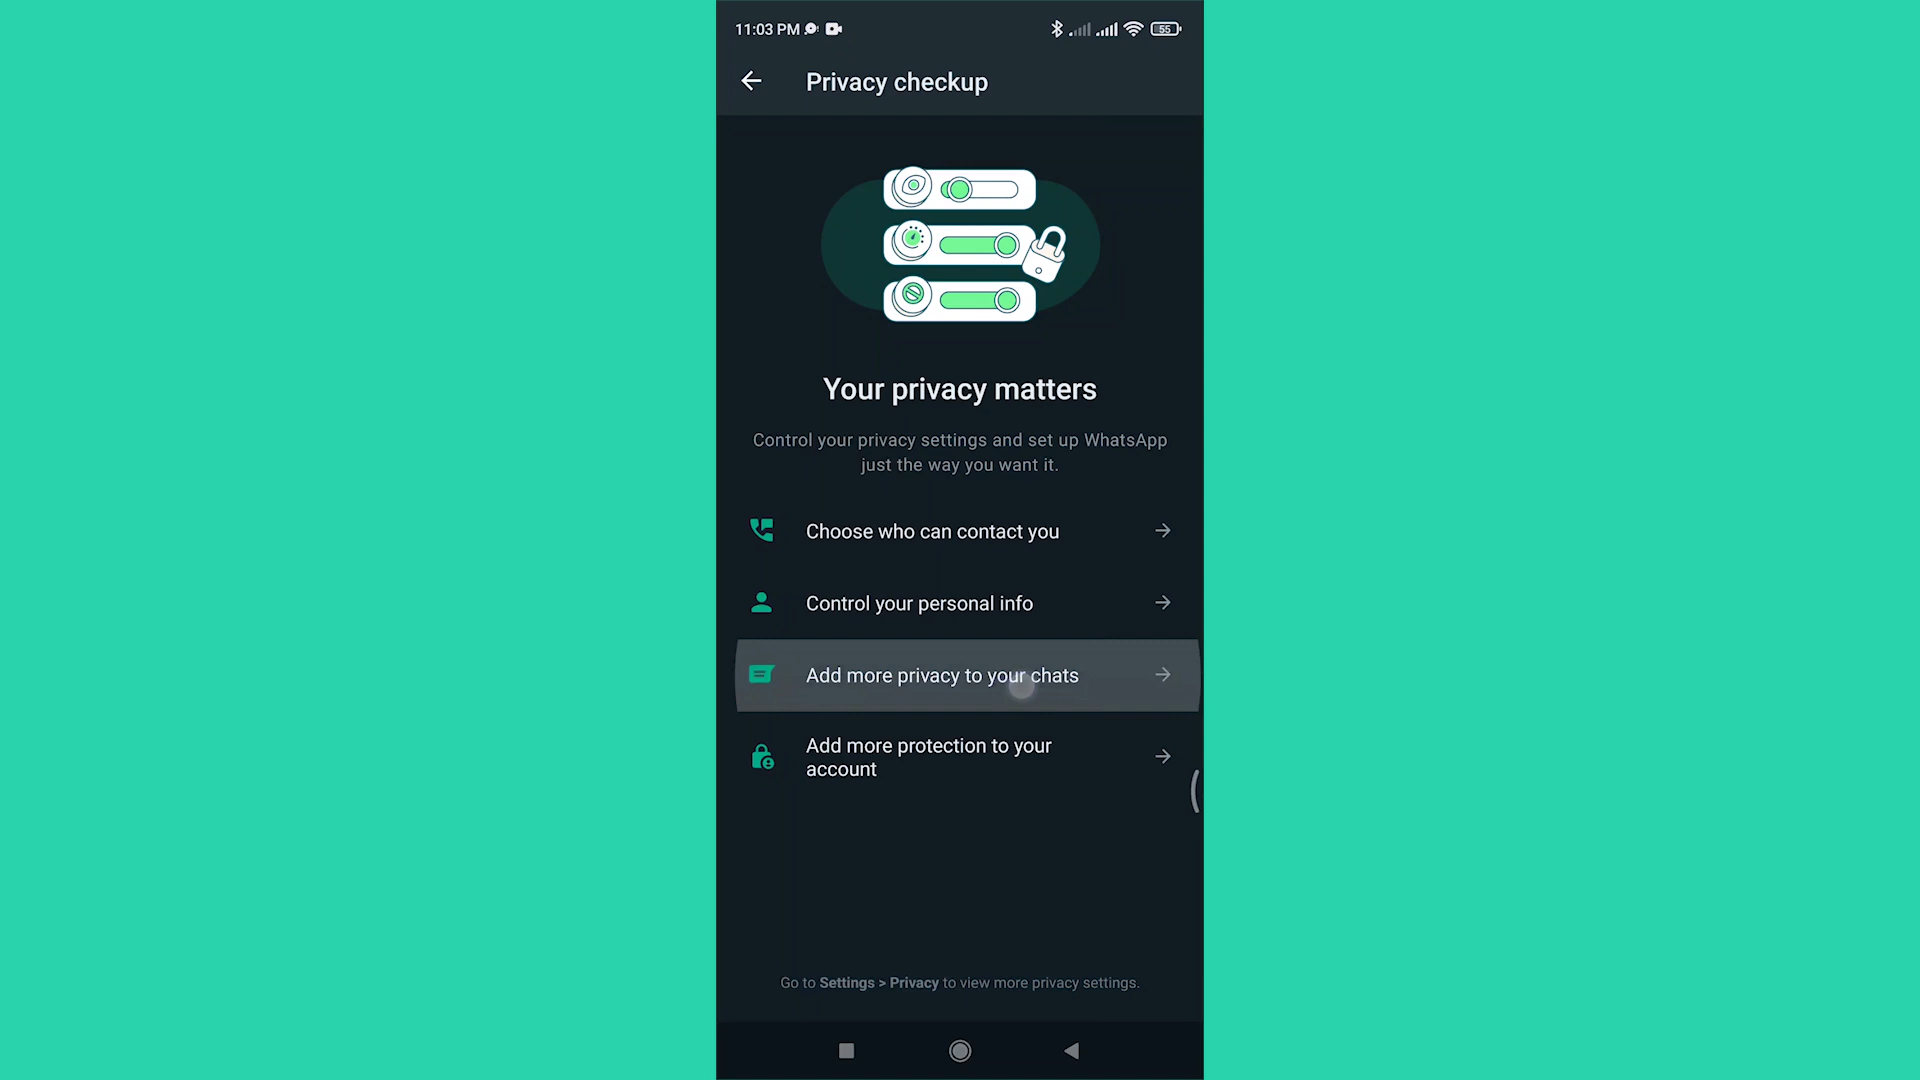 11:03 PM
55
Privacy checkup
Your privacy matters
Control your privacy settings and set up WhatsApp
just the way you want it.
Choose who can contact you
Control your personal info
Add more privacy to your chats
Add more protection to your
account
Go to Settings > Privacy to view more privacy settings.